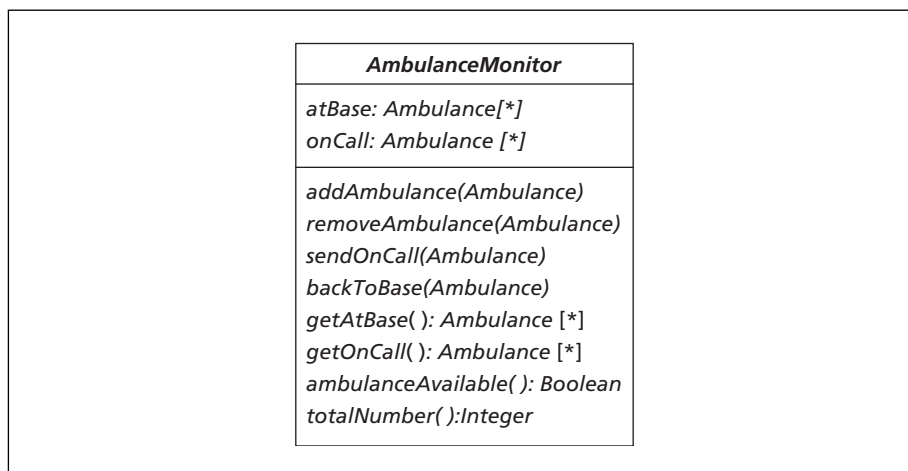 AmbulanceMonitor
atBase: Ambulance[*]
onCall: Ambulance [*]
addAmbulance(Ambulance)
removeAmbulance(Ambulance)
sendOnCall(Ambulance)
backToBase(Ambulance)
getAtBase( ): Ambulance [*]
getOnCall( ): Ambulance [*]
ambulanceAvailable( ): Boolean
totalNumber( ):Integer